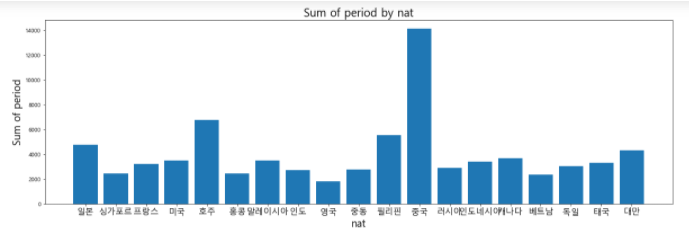 Sum of period by nat
Sum of period
14000
12000
10000
8000
6000
4000
2000
0
일본 싱가포르 프랑스 미국 호주 홍콩 말레이시아 인도 영국 중동 필리핀 중국 러시아 인도네시아 캐나다 베트남 독일 태국 대만
nat